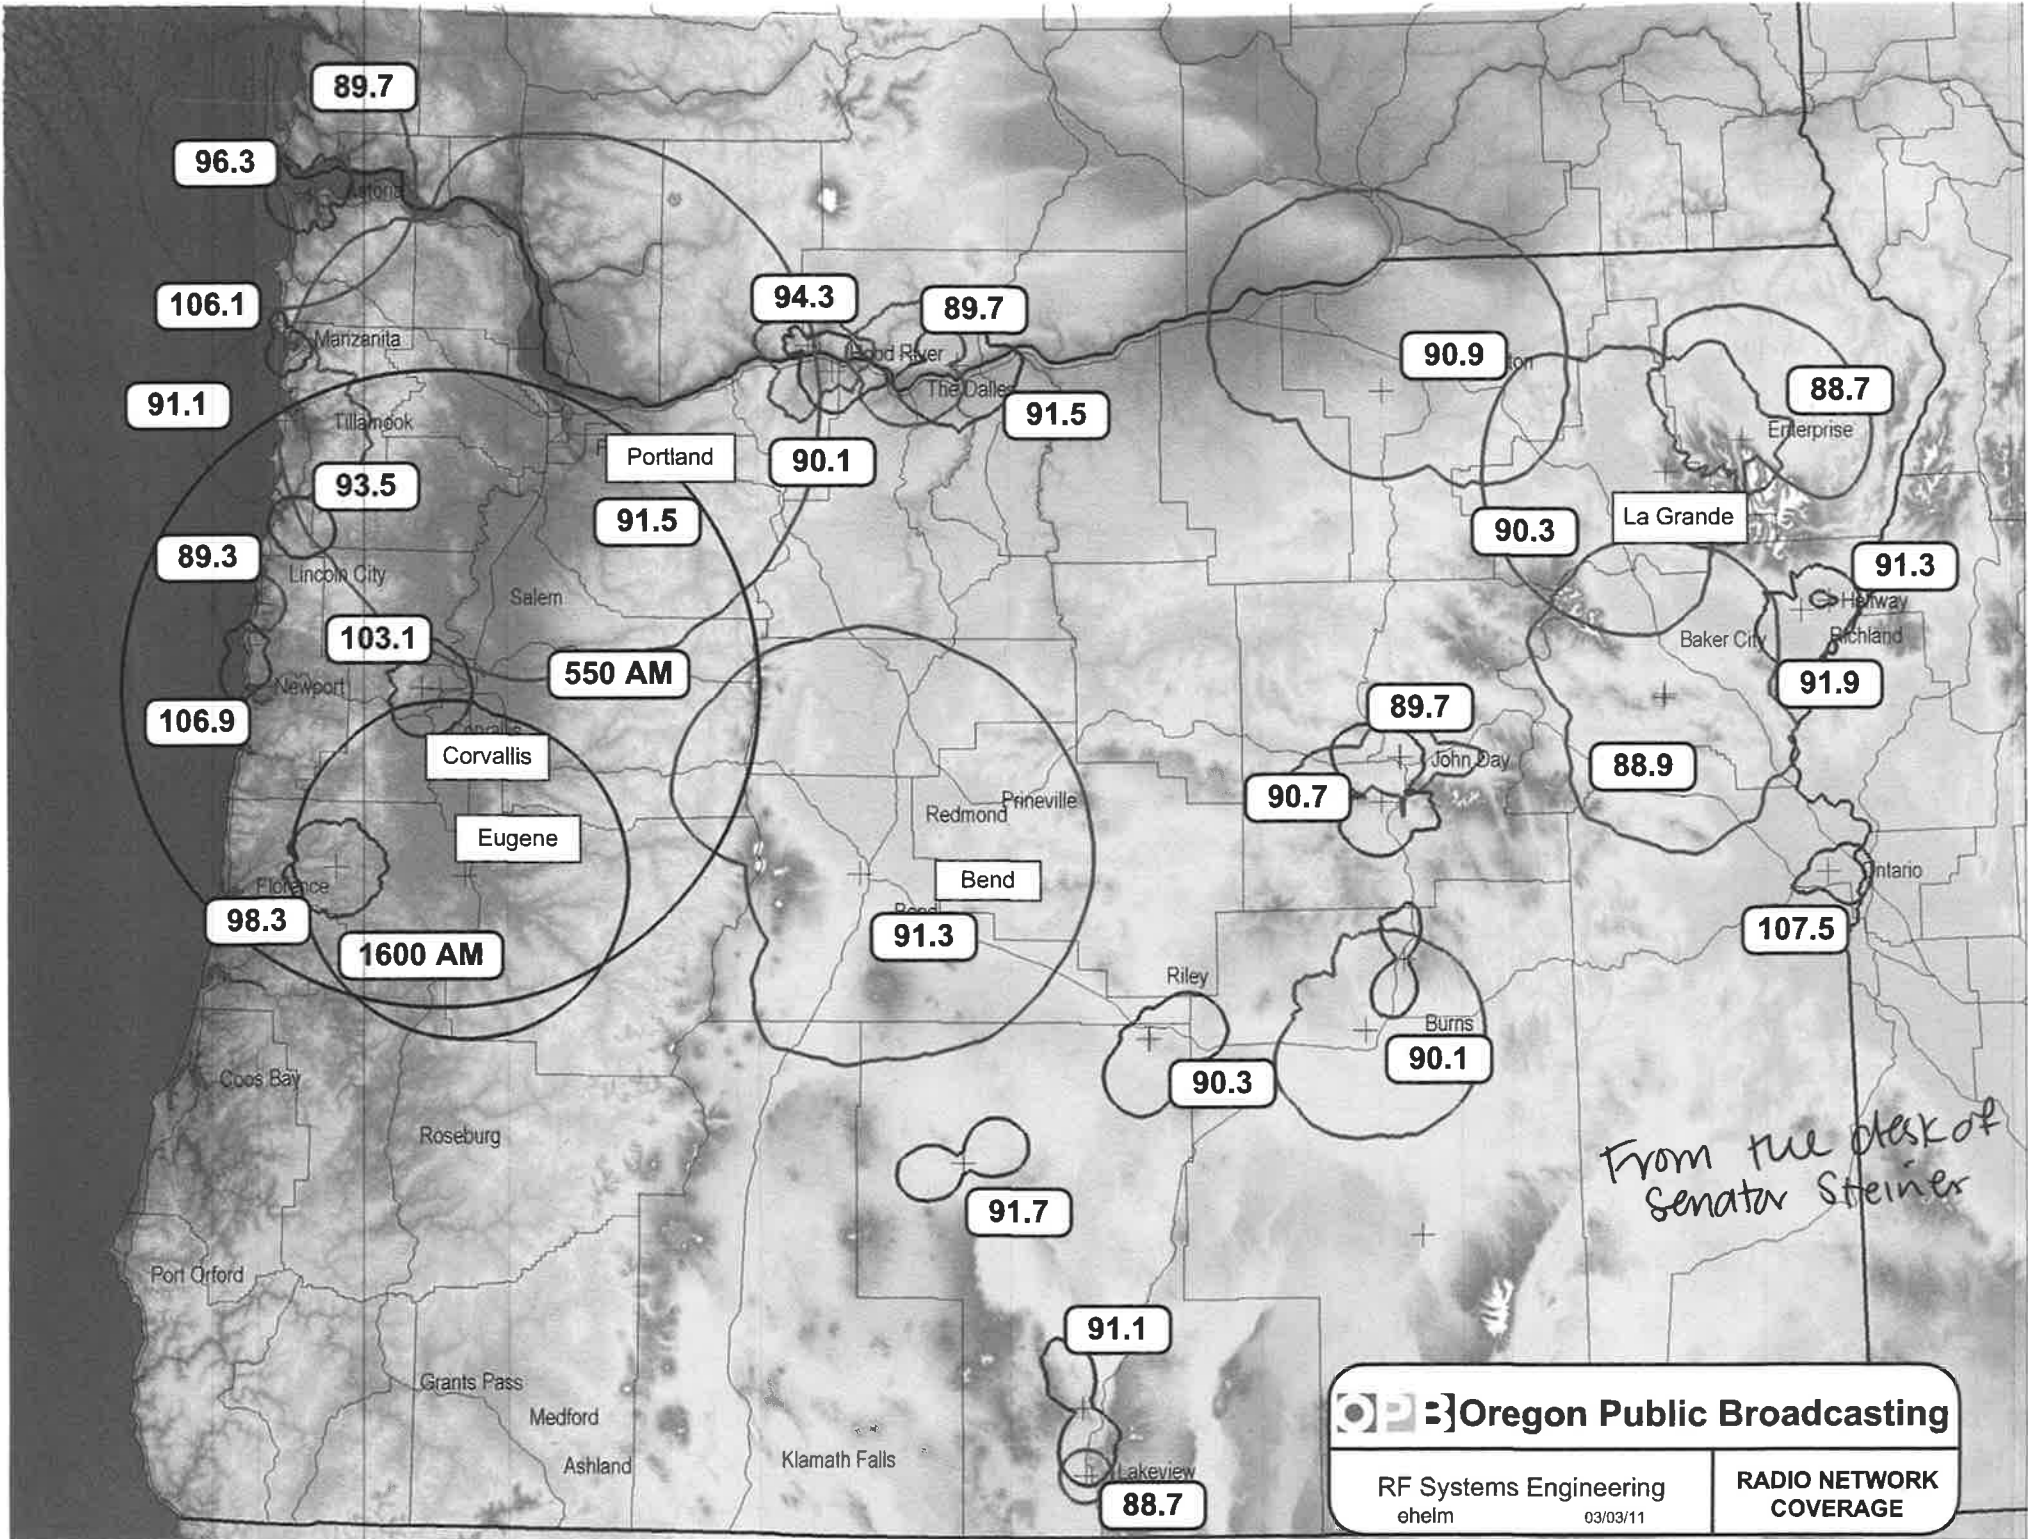 89.7
96.3
Astoria
106.1
94.3
89.7
Manzanita
Hood River
90.9
88.7
The Dalles
91.1
91.5
Tillamook
Enterprise
Portland
90.1
93.5
91.5
La Grande
90.3
89.3
91.3
Lincoln City
Salem
Halfway
103.1
Baker City
Richland
550 AM
91.9
Newport
89.7
106.9
Corvallis
John Day
88.9
90.7
Prineville
Redmond
Eugene
Bend
Ontario
Florence
98.3
Bend
91.3
107.5
1600 AM
Riley
Burns
90.1
90.3
Coos Bay
Roseburg
From the desk of
Senator Steiner
91.7
Port Orford
91.1
Grants Pass
Medford
Klamath Falls
Ashland
Lakeview
88.7
OPB Oregon Public Broadcasting
RF Systems Engineering
ehelm 03/03/11
RADIO NETWORK
COVERAGE